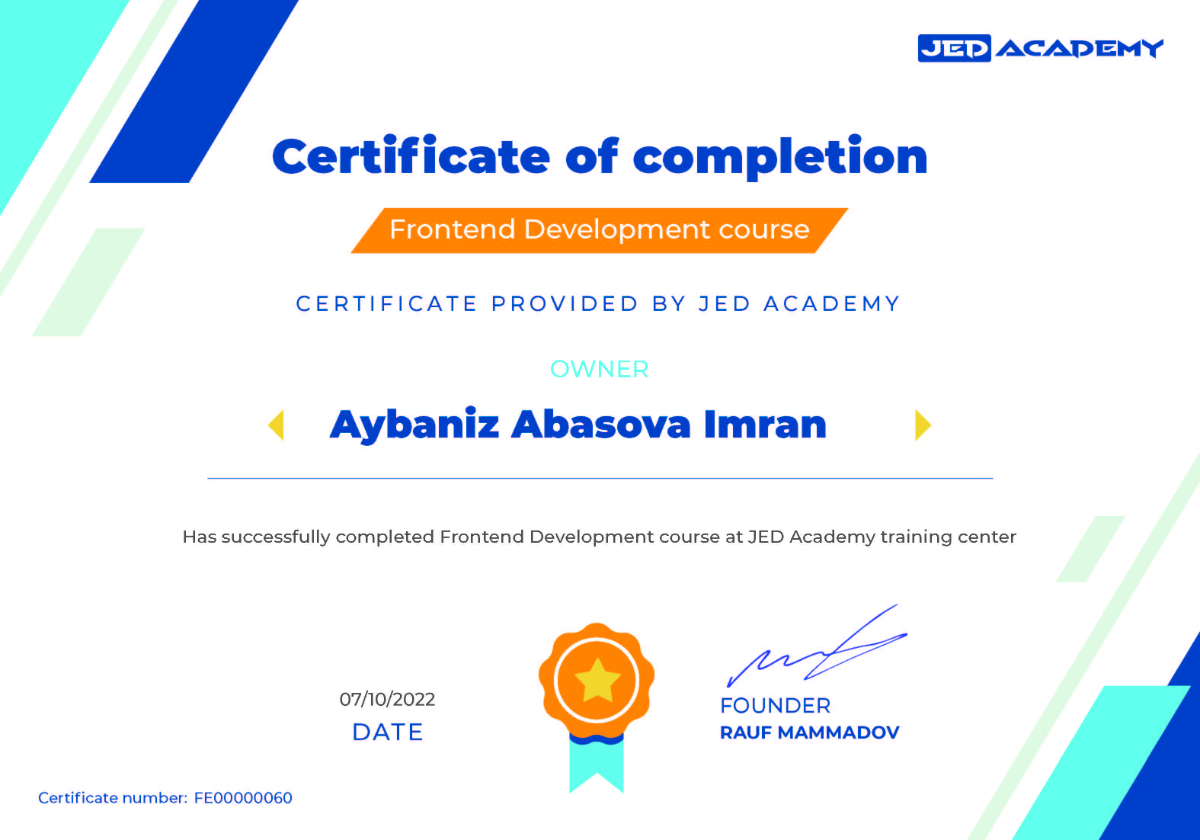 JED ACADEMY
Certificate of completion
Frontend Development course
CERTIFICATE PROVIDED BY JED ACADEMY
OWNER
Aybaniz Abasova Imran
Has successfully completed Frontend Development course at JED Academy training center
07/10/2022
DATE
FOUNDER
RAUF MAMMADOV
Certificate number: FE00000060